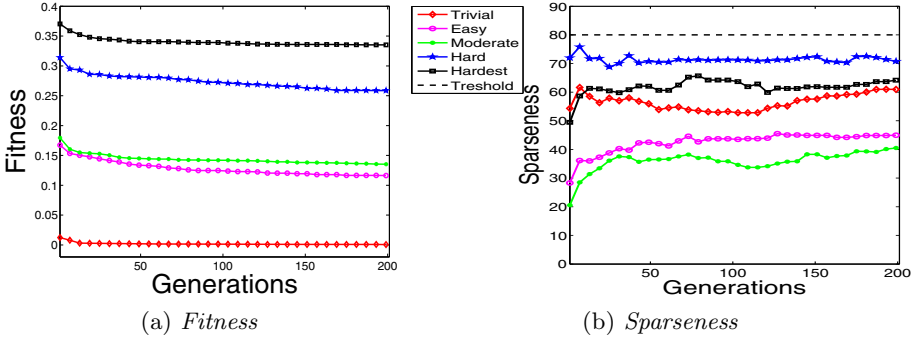 0.4
0.35
0.3
0.25
0.2
0.15
0.1
0.05
0
50
100
150
200
Fitness
Generations
Trivial
Easy
Moderate
Hard
Hardest
Treshold
90
80
70
60
50
40
30
20
10
0
50
100
150
200
Sparseness
Generations
(a) Fitness
(b) Sparseness